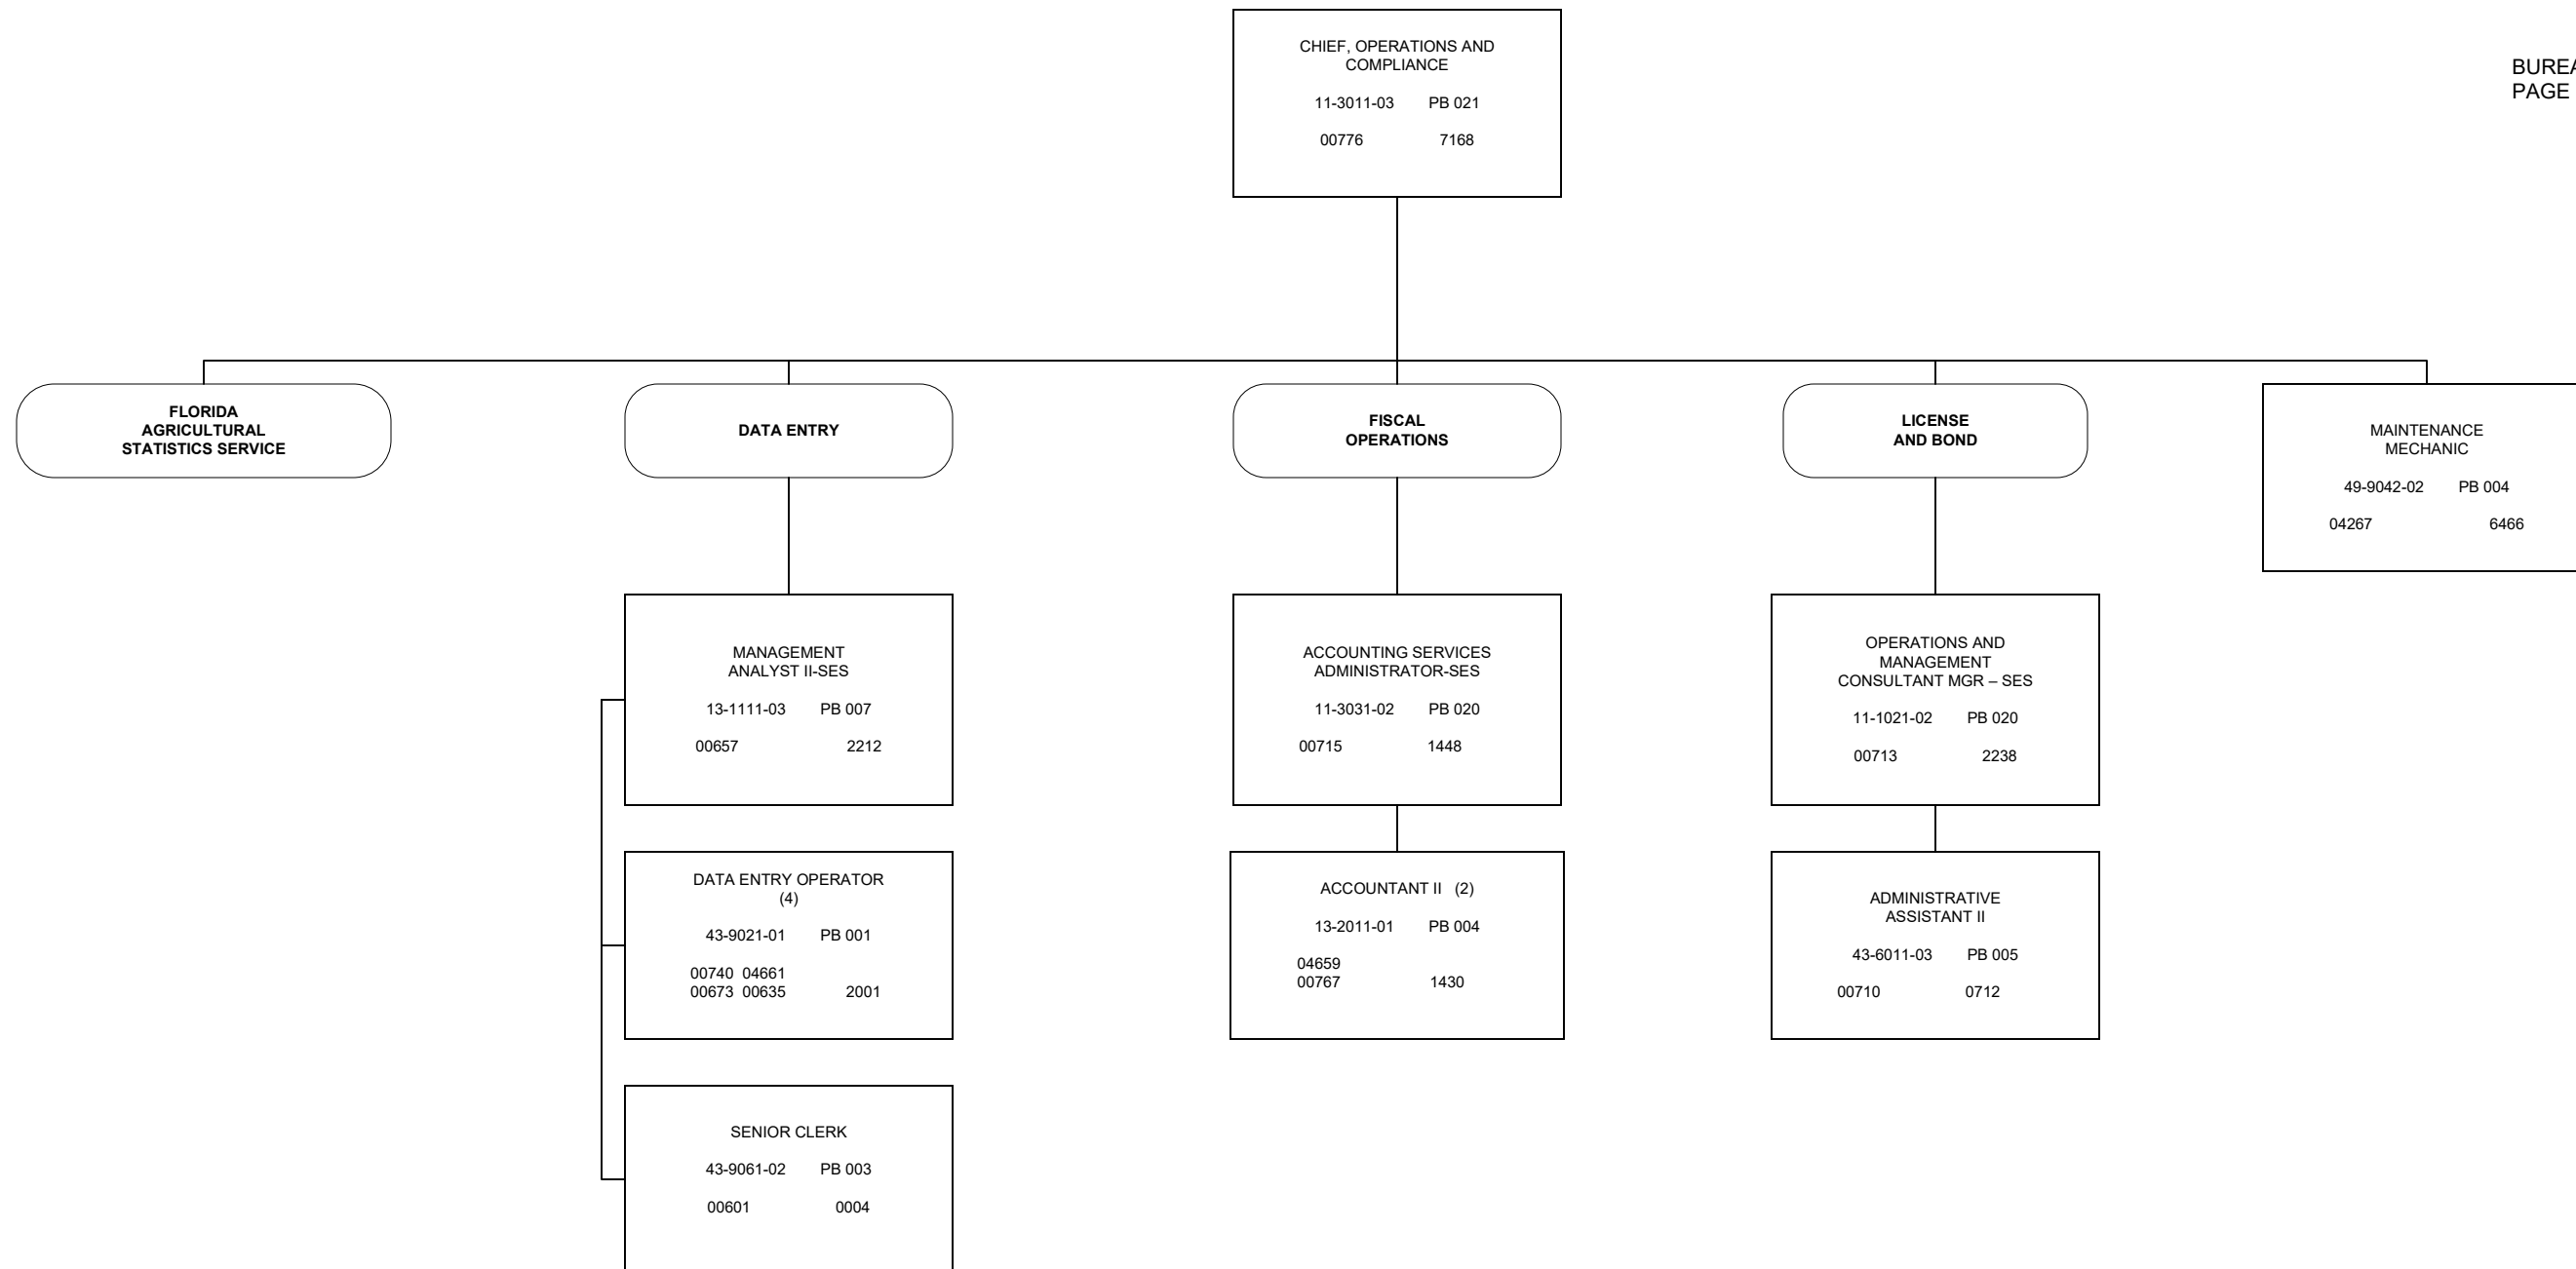 CHIEF, OPERATIONS AND
COMPLIANCE
11-3011-03 PB 021
00776 7168
PAGE
FLORIDA
AGRICULTURAL
STATISTICS SERVICE
DATA ENTRY
FISCAL
OPERATIONS
LICENSE
AND BOND
MAINTENANCE
MECHANIC
49-9042-02 PB 004
04267 6466
MANAGEMENT
ANALYST II-SES
13-1111-03 PB 007
00657 2212
ACCOUNTING SERVICES
ADMINISTRATOR-SES
11-3031-02 PB 020
00715 1448
OPERATIONS AND
MANAGEMENT
CONSULTANT MGR – SES
11-1021-02 PB 020
00713 2238
DATA ENTRY OPERATOR
(4)
43-9021-01 PB 001
00740 04661
00673 00635 2001
ACCOUNTANT II (2)
13-2011-01 PB 004
04659
00767 1430
ADMINISTRATIVE
ASSISTANT II
43-6011-03 PB 005
00710 0712
SENIOR CLERK
43-9061-02 PB 003
00601 0004